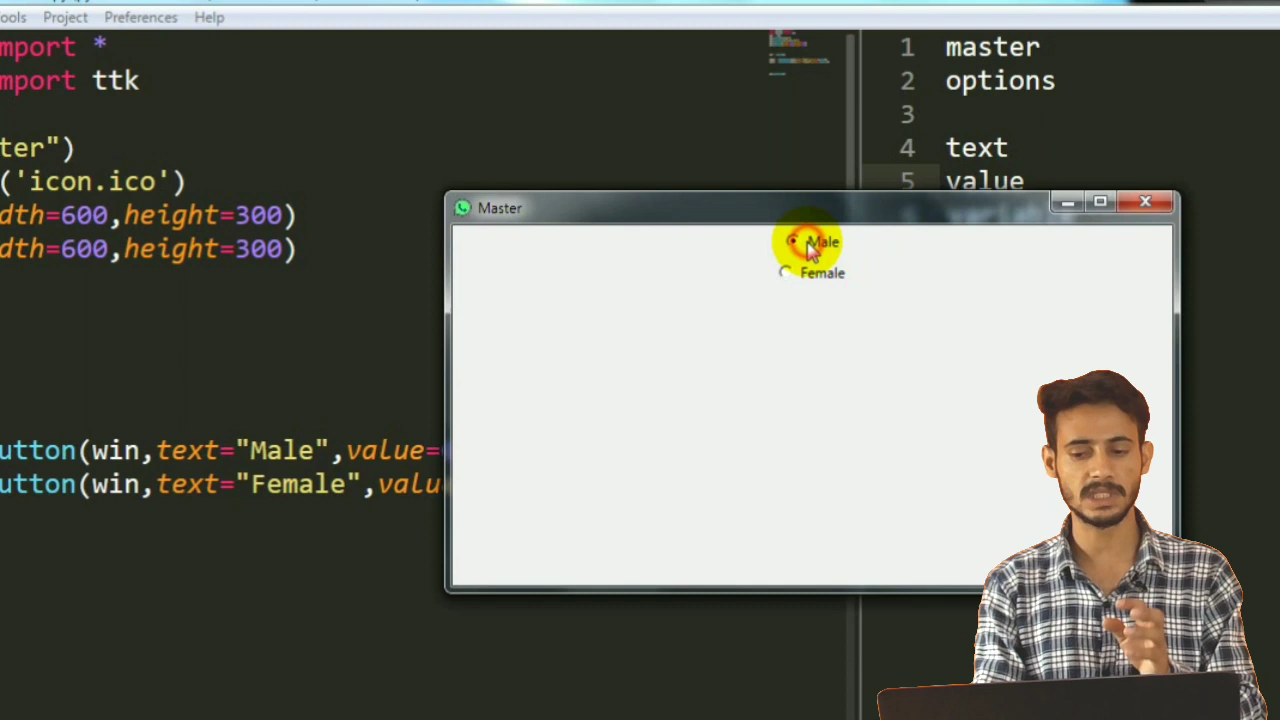 ools Project Preferences Help
mport *
mport ttk
ter")
('icon.ico')
dth=600,height=300)
dth=600,height=300)
utton(win,text="Male",value=
utton(win,text="Female",valu
1 master
2 options
3
4 text
5 value
Master
Male
Female